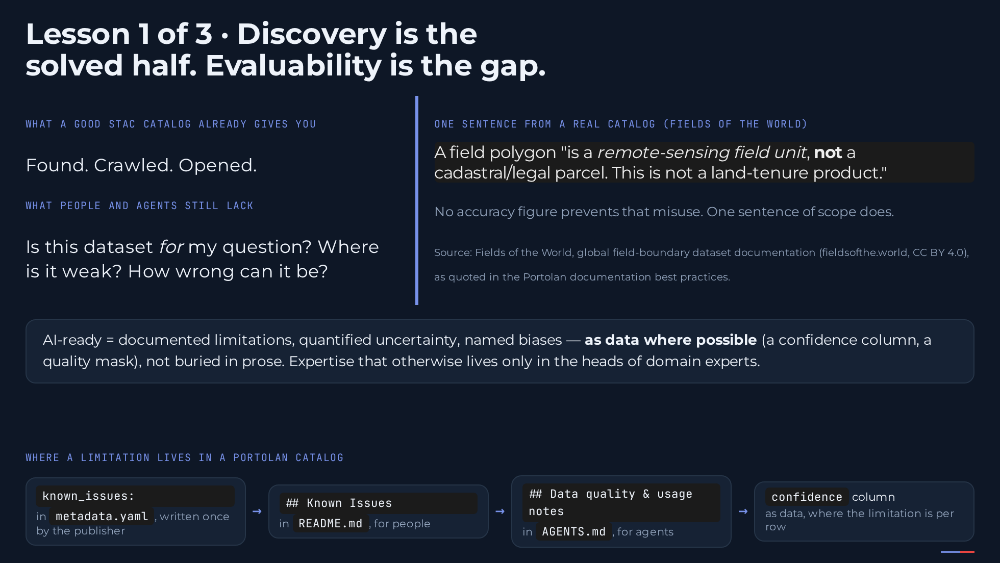 Lesson 1 of 3 · Discovery is the
solved half. Evaluability is the gap.
WHAT A GOOD STAC CATALOG ALREADY GIVES YOU
Found. Crawled. Opened.
WHAT PEOPLE AND AGENTS STILL LACK
Is this dataset for my question? Where
is it weak? How wrong can it be?
ONE SENTENCE FROM A REAL CATALOG (FIELDS OF THE WORLD)
A field polygon "is a remote-sensing field unit, not a
cadastral/legal parcel. This is not a land-tenure product."
No accuracy figure prevents that misuse. One sentence of scope does.
Source: Fields of the World, global field-boundary dataset documentation (fieldsofthe.world, CC BY 4.0),
as quoted in the Portolan documentation best practices.
AI-ready = documented limitations, quantified uncertainty, named biases — as data where possible (a confidence column, a
quality mask), not buried in prose. Expertise that otherwise lives only in the heads of domain experts.
WHERE A LIMITATION LIVES IN A PORTOLAN CATALOG
known_issues:
in metadata.yaml, written once
by the publisher
→
## Known Issues
in README.md, for people
→
## Data quality & usage
notes
in AGENTS.md, for agents
→
confidence column
as data, where the limitation is per
row